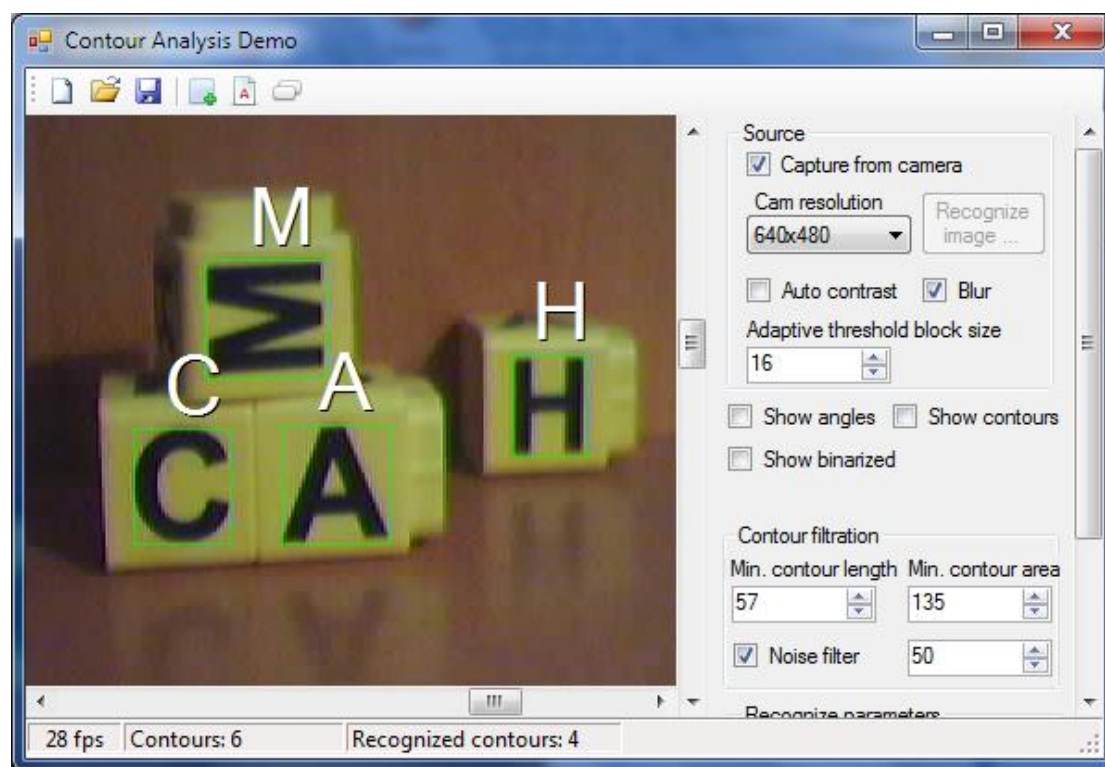 Contour Analysis Demo
A
M
M
H
H
C
A
C
A
Source
Capture from camera
Cam resolution
640x480
Recognize
image ...
Auto contrast
Blur
Adaptive threshold block size
16
Show angles
Show contours
Show binarized
Contour filtration
Min. contour length
Min. contour area
57
135
Noise filter
50
Recognize parameters
28 fps
Contours: 6
Recognized contours: 4